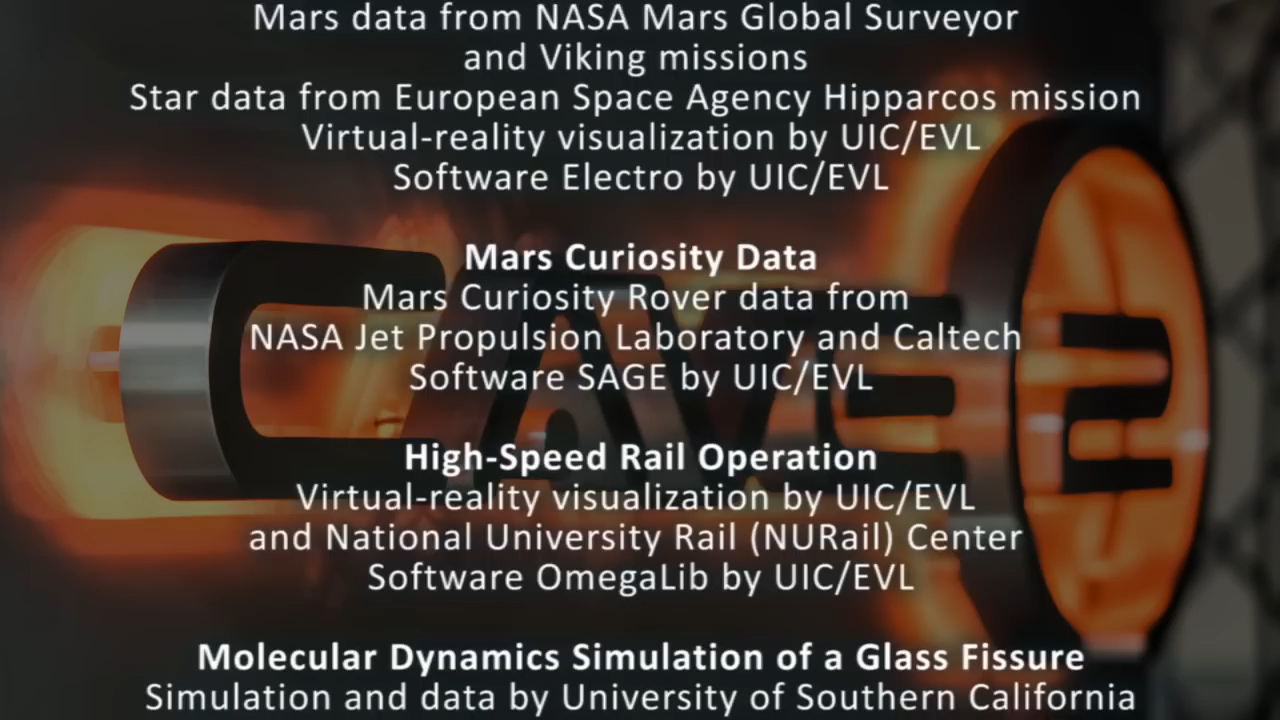 Mars data from NASA Mars Global Surveyor
and Viking missions
Star data from European Space Agency Hipparcos mission
Virtual-reality visualization by UIC/EVL
Software Electro by UIC/EVL
Mars Curiosity Data
Mars Curiosity Rover data from
NASA Jet Propulsion Laboratory and Caltech
Software SAGE by UIC/EVL
High-Speed Rail Operation
Virtual-reality visualization by UIC/EVL
and National University Rail (NURail) Center
Software OmegaLib by UIC/EVL
Molecular Dynamics Simulation of a Glass Fissure
Simulation and data by University of Southern California
CAVE2